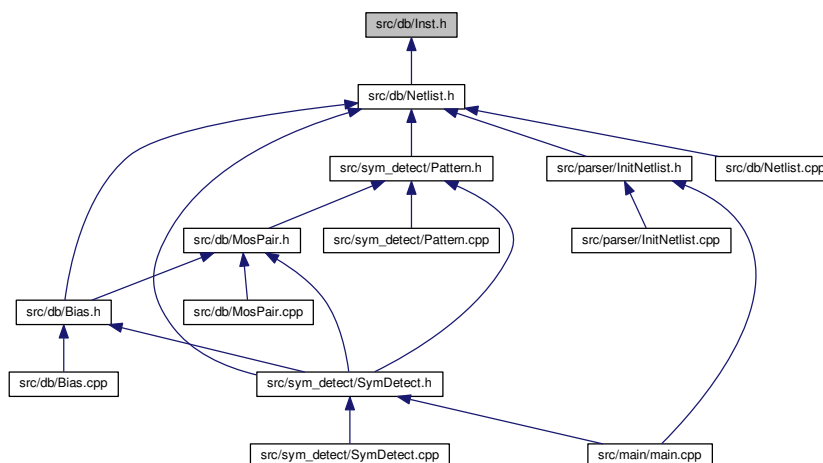 src/db/Inst.h
src/db/Netlist.h
src/sym_detect/Pattern.h
src/parser/InitNetlist.h
src/db/Netlist.cpp
src/db/MosPair.h
src/sym_detect/Pattern.cpp
src/parser/InitNetlist.cpp
src/db/Bias.h
src/db/MosPair.cpp
src/db/Bias.cpp
src/sym_detect/SymDetect.h
src/sym_detect/SymDetect.cpp
src/main/main.cpp